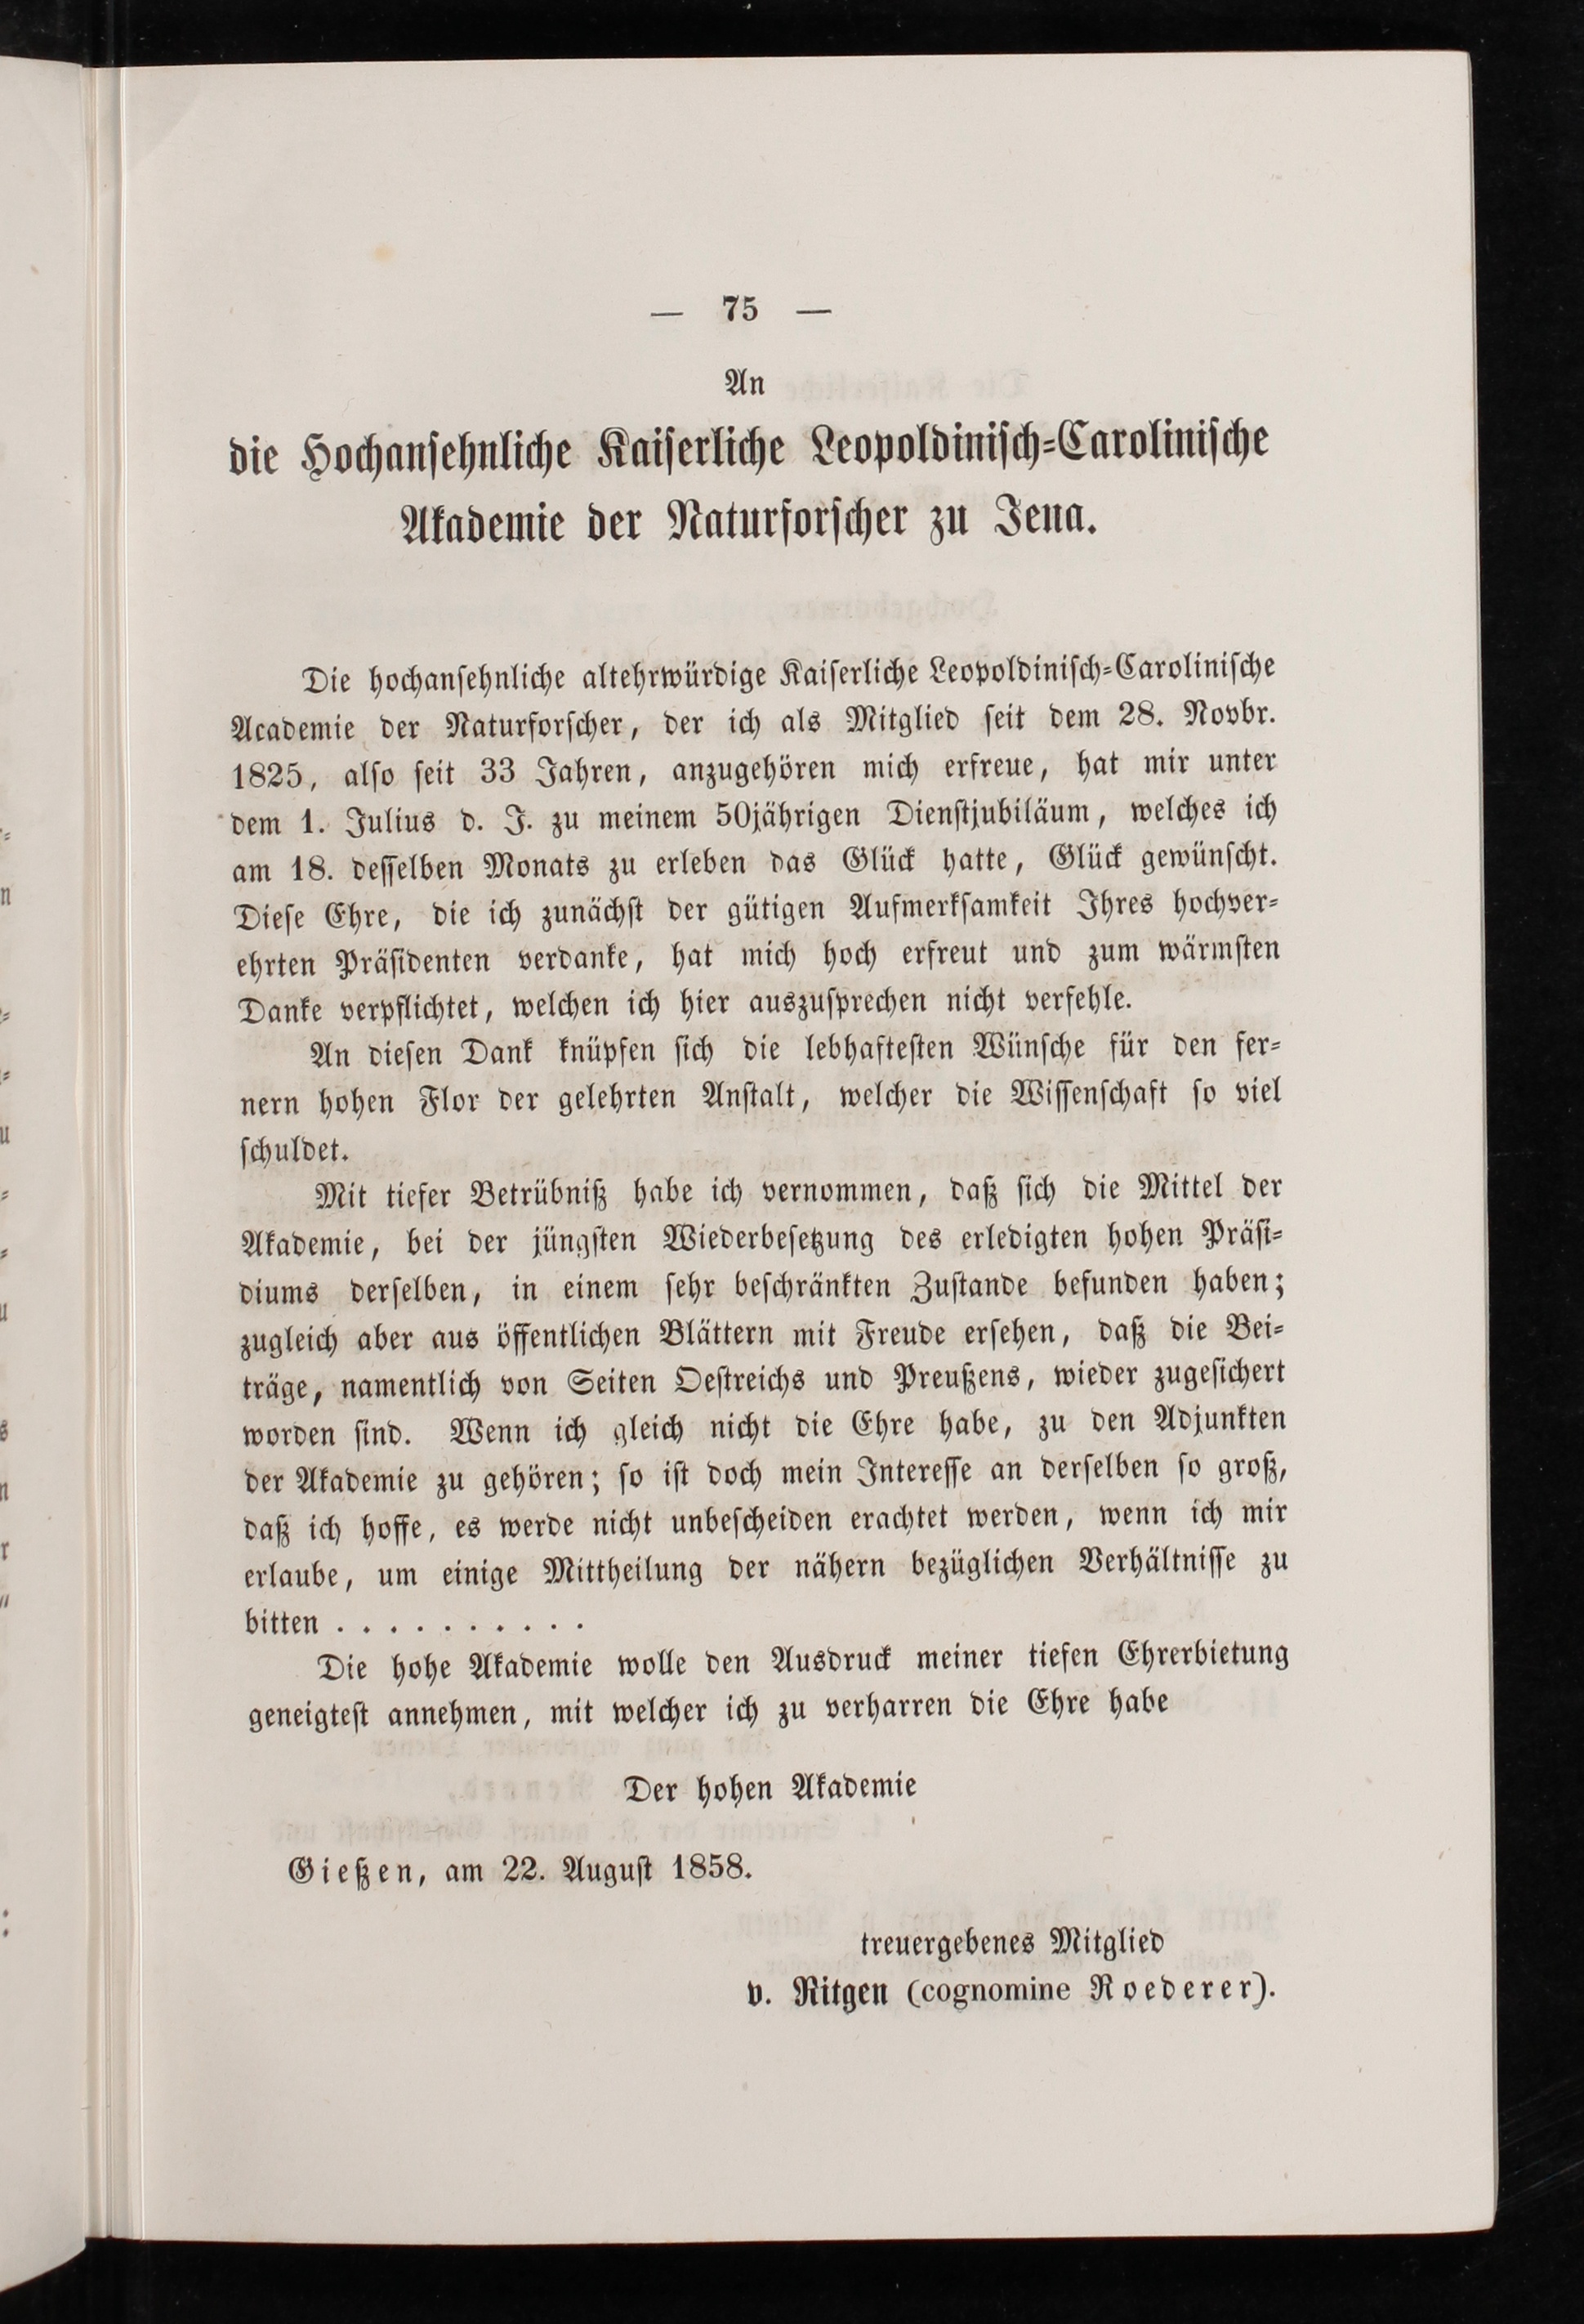 — 75 —
An
die Hochansehnliche Kaiserliche Leopoldinisch-Carolinische
Akademie der Naturforscher zu Jena.
Die hochansehnliche altehrwürdige Kaiserliche Leopoldinisch-Carolinische
Academie der Naturforscher, der ich als Mitglied seit dem 28. Novbr.
1825, also seit 33 Jahren, anzugehören mich erfreue, hat mir unter
dem 1. Julius d. J. zu meinem 50jährigen Dienstjubiläum, welches ich
am 18. desselben Monats zu erleben das Glück hatte, Glück gewünscht.
Diese Ehre, die ich zunächst der gütigen Aufmerksamkeit Ihres hochver-
ehrten Präsidenten verdanke, hat mich hoch erfreut und zum wärmsten
Danke verpflichtet, welchen ich hier auszusprechen nicht verfehle.
An diesen Dank knüpfen sich die lebhaftesten Wünsche für den fer-
nern hohen Flor der gelehrten Anstalt, welcher die Wissenschaft so viel
schuldet.
Mit tiefer Betrübniß habe ich vernommen, daß sich die Mittel der
Akademie, bei der jüngsten Wiederbesetzung des erledigten hohen Präsi-
diums derselben, in einem sehr beschränkten Zustande befunden haben;
zugleich aber aus öffentlichen Blättern mit Freude ersehen, daß die Bei-
träge, namentlich von Seiten Oestreichs und Preußens, wieder zugesichert
worden sind. Wenn ich gleich nicht die Ehre habe, zu den Adjunkten
der Akademie zu gehören; so ist doch mein Interesse an derselben so groß,
daß ich hoffe, es werde nicht unbescheiden erachtet werden, wenn ich mir
erlaube, um einige Mittheilung der nähern bezüglichen Verhältnisse zu
bitten . . . . . . . . . .
Die hohe Akademie wolle den Ausdruck meiner tiefen Ehrerbietung
geneigtest annehmen, mit welcher ich zu verharren die Ehre habe
Der hohen Akademie
Gießen, am 22. August 1858.
treuergebenes Mitglied
v. Ritgen (cognomine Roederer).